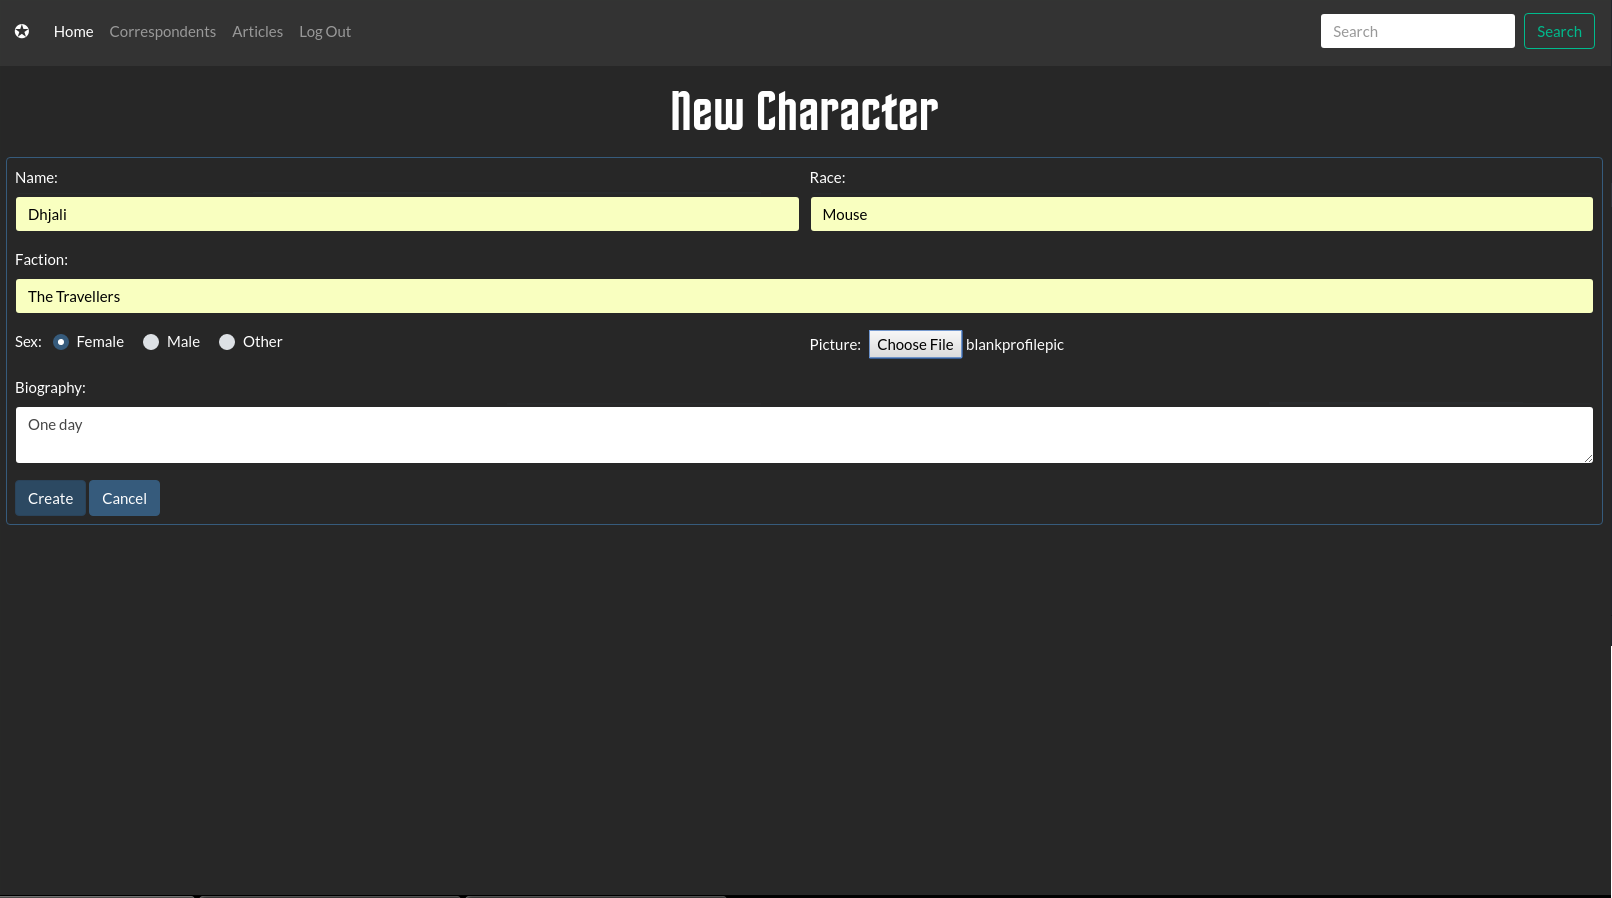 Home Correspondents Articles Log Out Search Search
New Character
Name: Race:
Dhjali Mouse
Faction:
The Travellers
Sex: Female Male Other Picture: Choose File blankprofilepic
Biography:
One day
Create Cancel